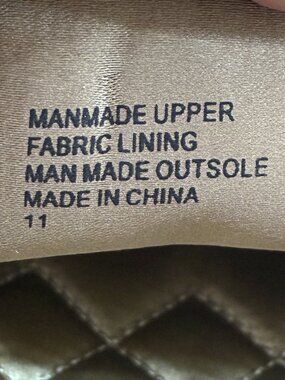 MANMADE UPPER
FABRIC LINING
MAN MADE OUTSOLE
MADE IN CHINA
11